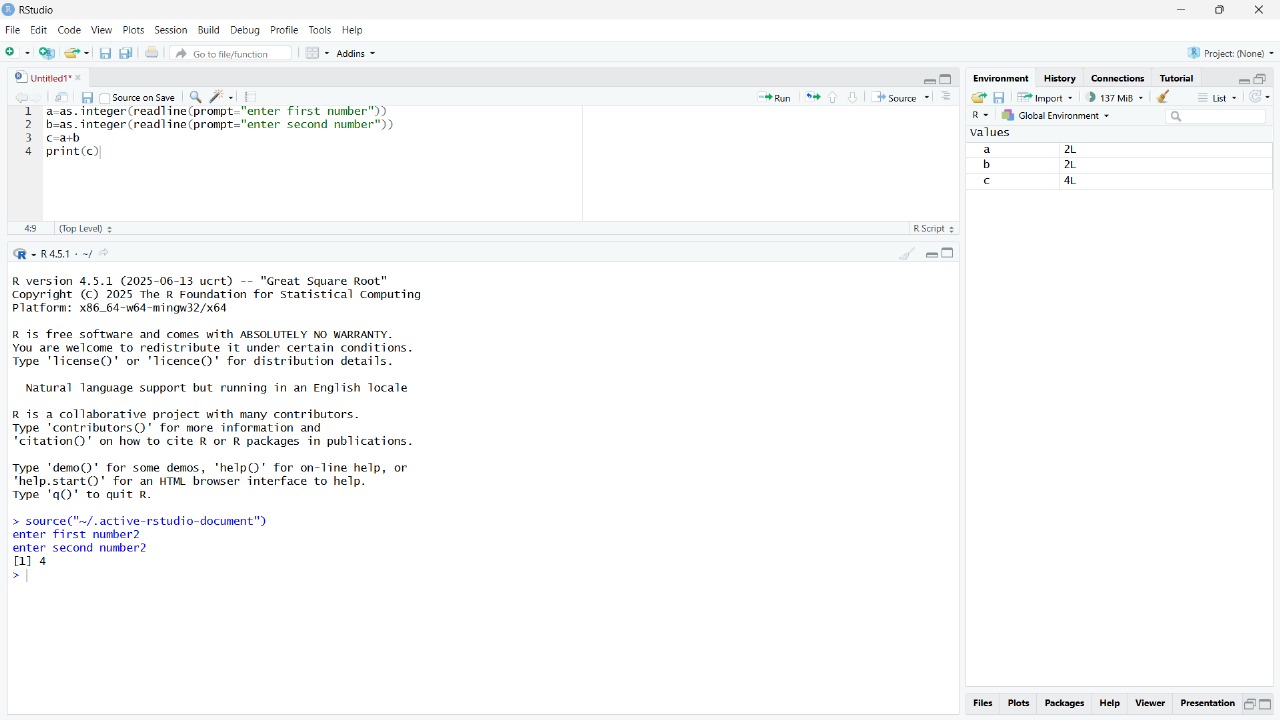 RStudio
File Edit Code View Plots Session Build Debug Profile Tools Help
Go to file/function Addins Project: (None)
Untitled1*
Source on Save Run Source
1 a=as.integer(readline(prompt="enter first number"))
2 b=as.integer(readline(prompt="enter second number"))
3 c=a+b
4 print(c)
4:9 (Top Level) R Script
R 4.5.1 · ~/
R version 4.5.1 (2025-06-13 ucrt) -- "Great Square Root"
Copyright (C) 2025 The R Foundation for Statistical Computing
Platform: x86_64-w64-mingw32/x64
R is free software and comes with ABSOLUTELY NO WARRANTY.
You are welcome to redistribute it under certain conditions.
Type 'license()' or 'licence()' for distribution details.
Natural language support but running in an English locale
R is a collaborative project with many contributors.
Type 'contributors()' for more information and
'citation()' on how to cite R or R packages in publications.
Type 'demo()' for some demos, 'help()' for on-line help, or
'help.start()' for an HTML browser interface to help.
Type 'q()' to quit R.
> source("~/.active-rstudio-document")
enter first number2
enter second number2
[1] 4
>
Environment History Connections Tutorial
Import 137 MiB List
R Global Environment
Values
a 2L
b 2L
c 4L
Files Plots Packages Help Viewer Presentation